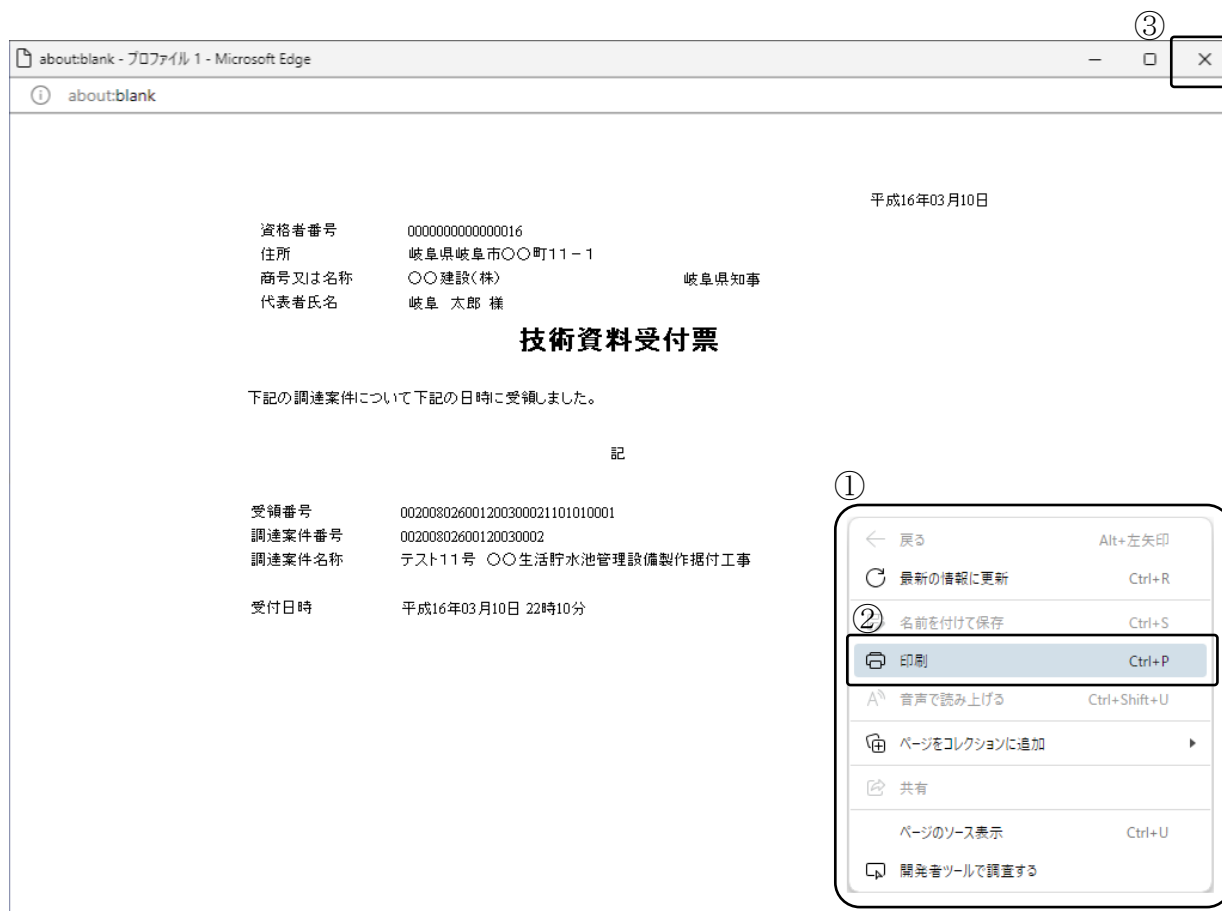 ③
about:blank - プロファイル 1 - Microsoft Edge
about:blank
平成16年03月10日
資格者番号 0000000000000016
住所 岐阜県岐阜市〇〇町11-1
商号又は名称 〇〇建設(株) 岐阜県知事
代表者氏名 岐阜 太郎 様
技術資料受付票
下記の調達案件について下記の日時に受領しました。
記
受領番号 002008026001200300021101010001
調達案件番号 00200802600120030002
調達案件名称 テスト11号 〇〇生活貯水池管理設備製作据付工事
受付日時 平成16年03月10日 22時10分
①
戻る Alt+左矢印
最新の情報に更新 Ctrl+R
② 名前を付けて保存 Ctrl+S
印刷 Ctrl+P
音声で読み上げる Ctrl+Shift+U
ページをコレクションに追加
共有
ページのソース表示 Ctrl+U
開発者ツールで調査する